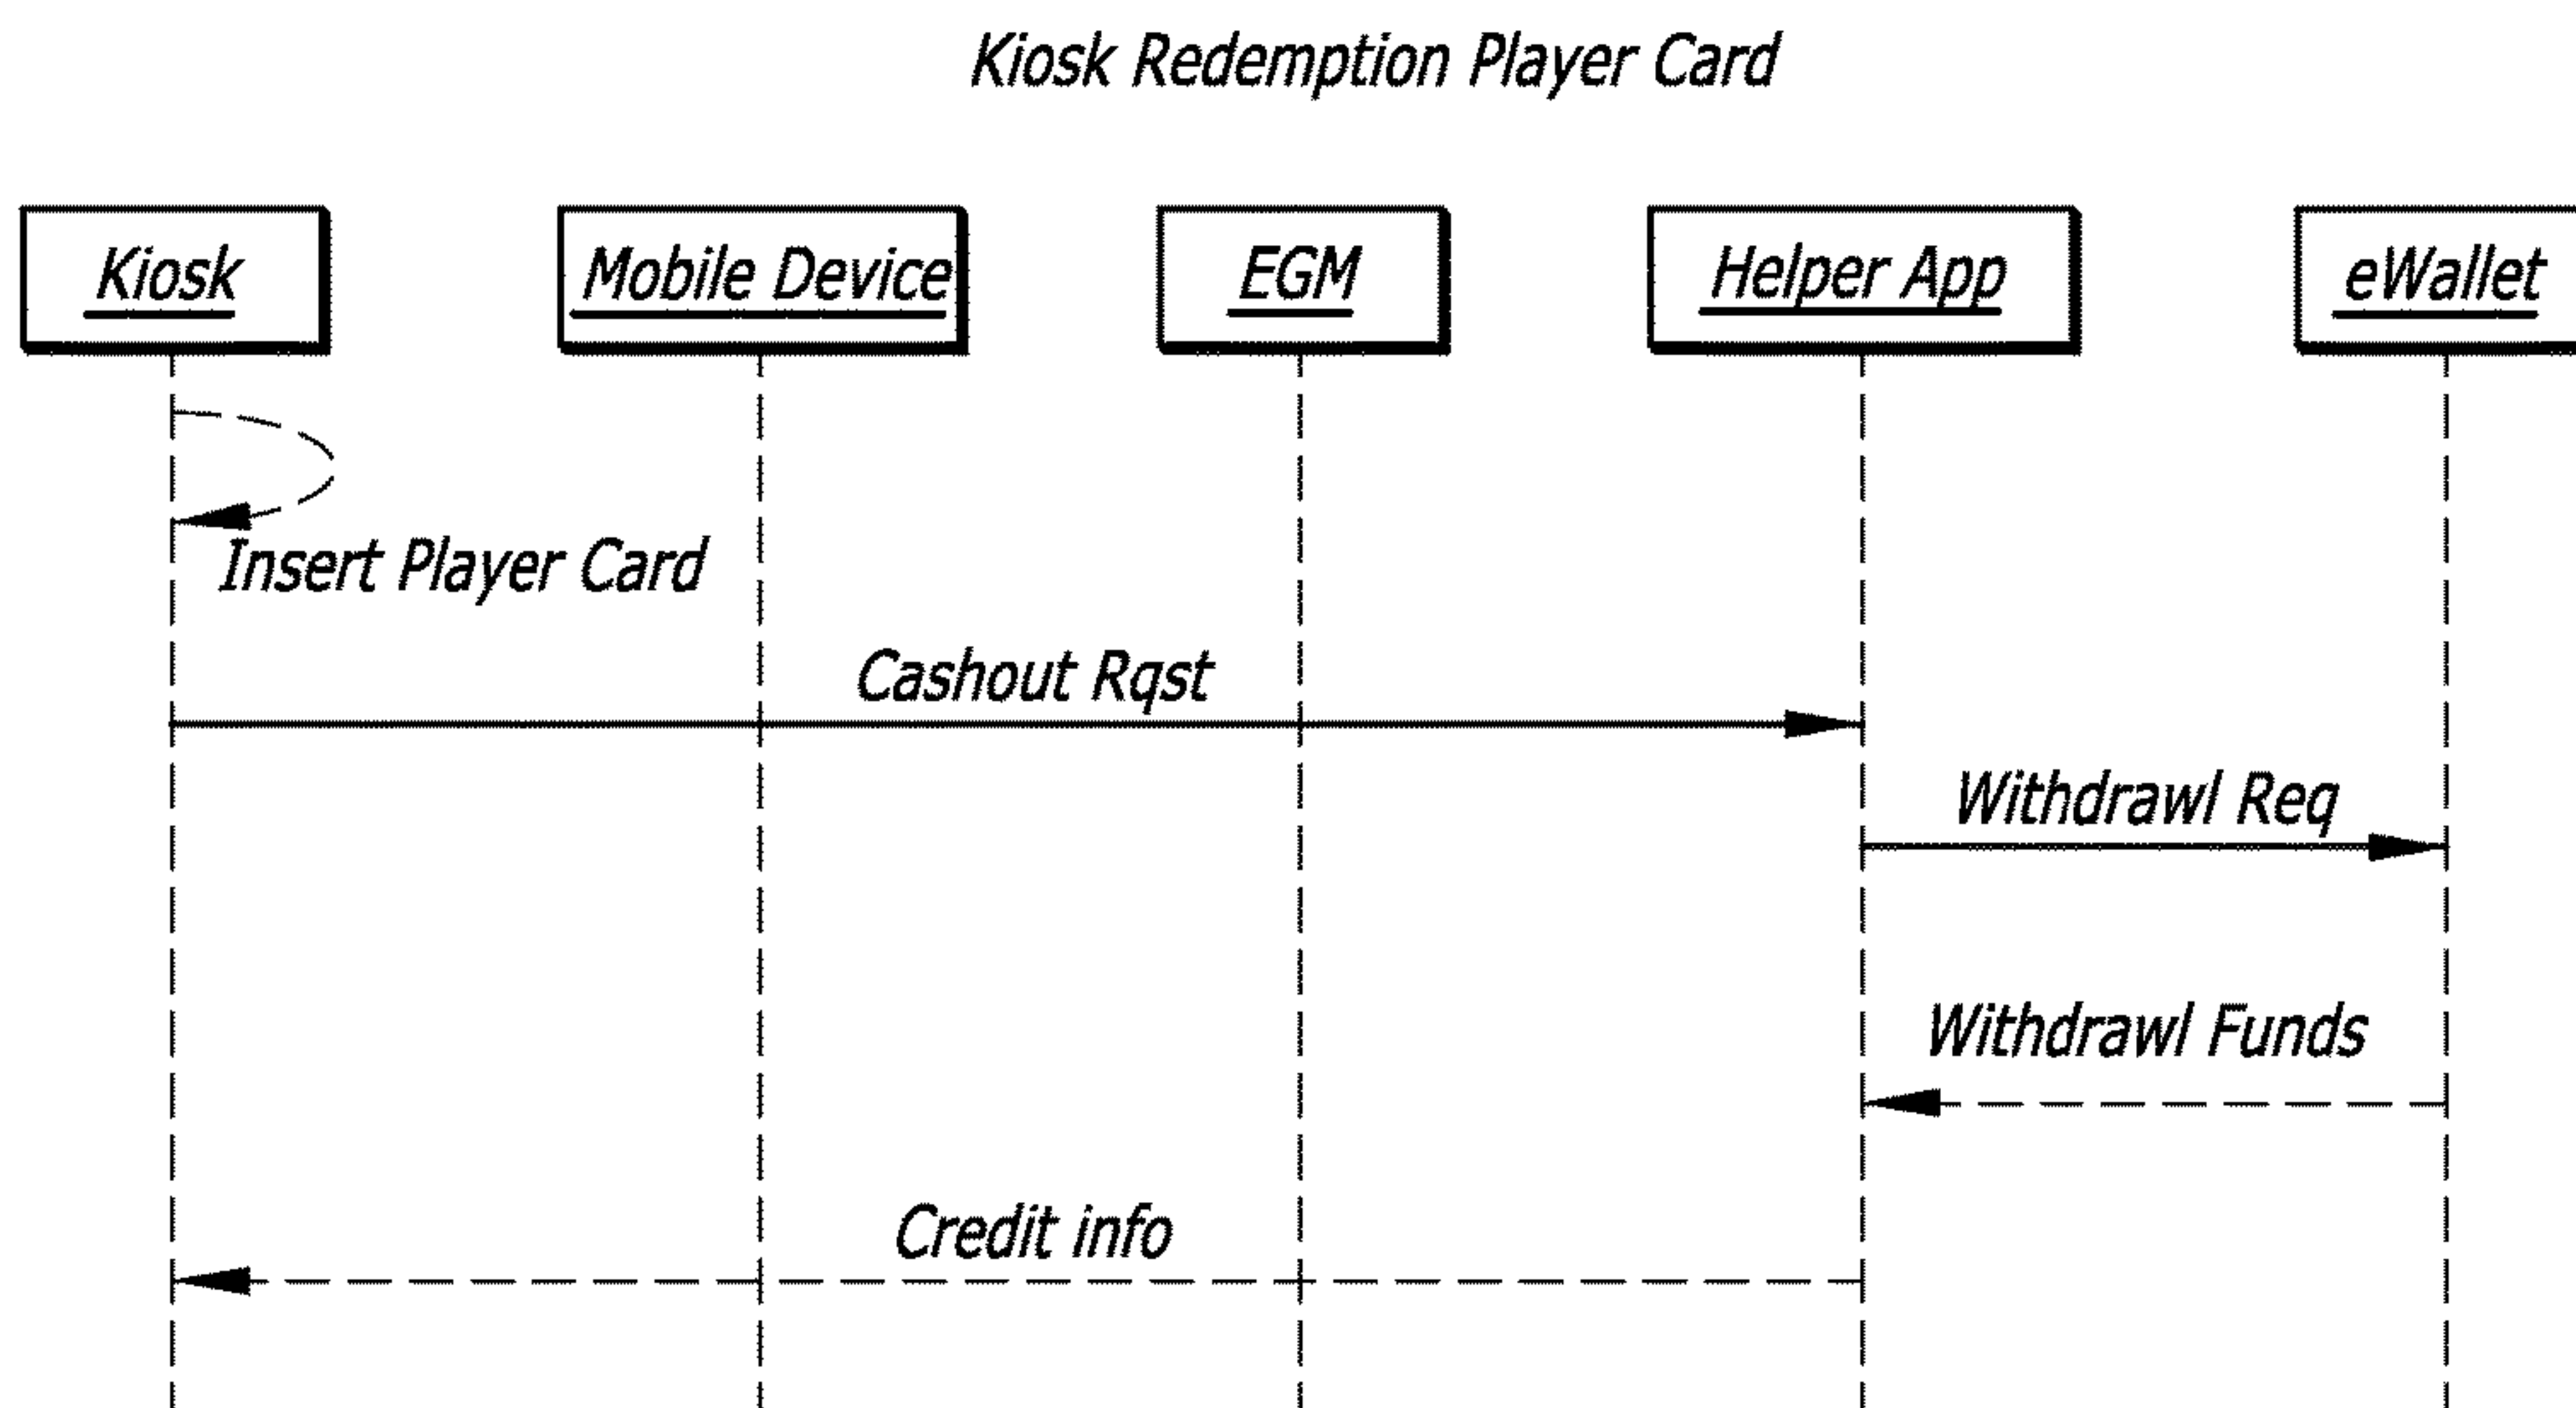 Kiosk Redemption Player Card
Kiosk
Mobile Device
EGM
Helper App
eWallet
Insert Player Card
Cashout Rqst
Withdrawl Req
Withdrawl Funds
Credit info